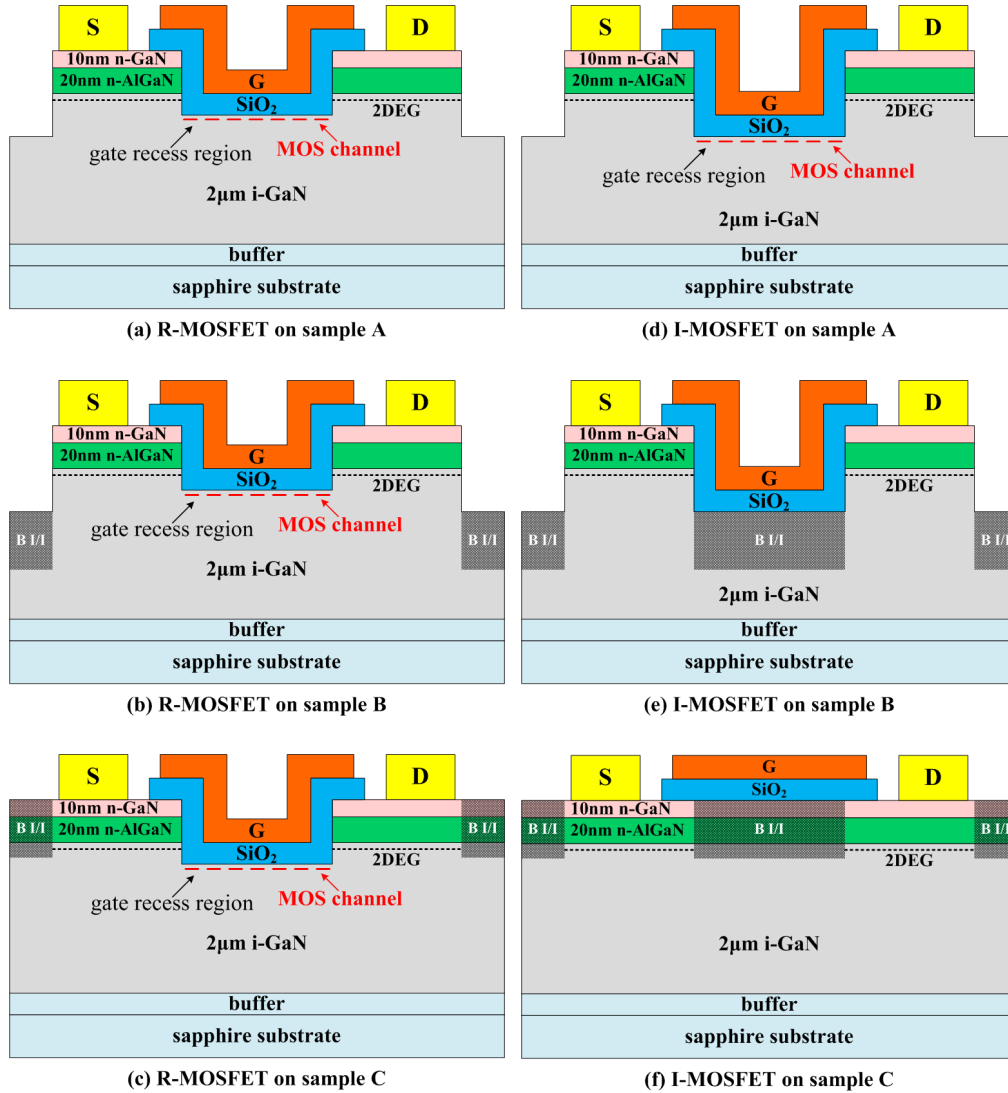 S
D
10nm n-GaN
20nm n-AlGaN
G
SiO₂
2DEG
gate recess region
MOS channel
2μm i-GaN
buffer
sapphire substrate
(a) R-MOSFET on sample A
S
D
10nm n-GaN
20nm n-AlGaN
G
SiO₂
2DEG
gate recess region
MOS channel
2μm i-GaN
buffer
sapphire substrate
(d) I-MOSFET on sample A
S
D
10nm n-GaN
20nm n-AlGaN
G
SiO₂
2DEG
gate recess region
MOS channel
B I/I
B I/I
2μm i-GaN
buffer
sapphire substrate
(b) R-MOSFET on sample B
S
D
10nm n-GaN
20nm n-AlGaN
G
SiO₂
2DEG
B I/I
B I/I
B I/I
2μm i-GaN
buffer
sapphire substrate
(e) I-MOSFET on sample B
S
D
10nm n-GaN
B I/I
20nm n-AlGaN
G
B I/I
SiO₂
2DEG
gate recess region
MOS channel
2μm i-GaN
buffer
sapphire substrate
(c) R-MOSFET on sample C
S
G
D
SiO₂
10nm n-GaN
B I/I
20nm n-AlGaN
B I/I
B I/I
2DEG
2μm i-GaN
buffer
sapphire substrate
(f) I-MOSFET on sample C